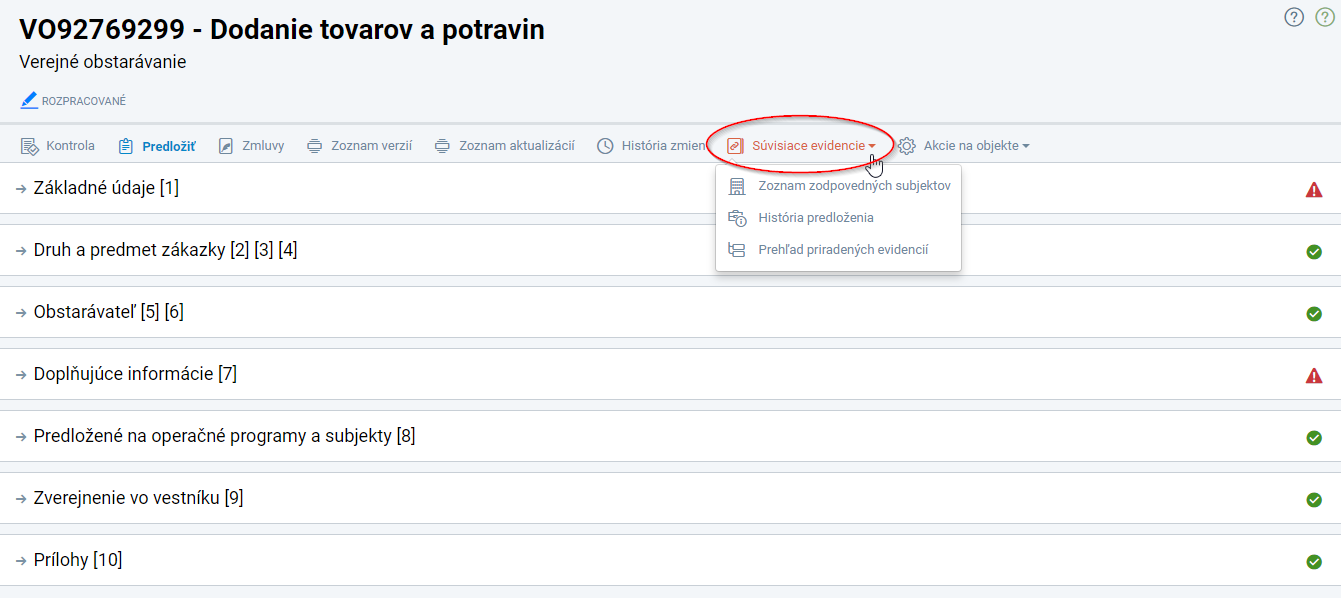 VO92769299 - Dodanie tovarov a potravin
Verejné obstarávanie
ROZPRACOVANÉ
Kontrola Predložiť Zmluvy Zoznam verzií Zoznam aktualizácií História zmien Súvisiace evidencie Akcie na objekte
Zoznam zodpovedných subjektov
História predloženia
Prehľad priradených evidencií
Základné údaje [1]
Druh a predmet zákazky [2] [3] [4]
Obstarávateľ [5] [6]
Doplňujúce informácie [7]
Predložené na operačné programy a subjekty [8]
Zverejnenie vo vestníku [9]
Prílohy [10]